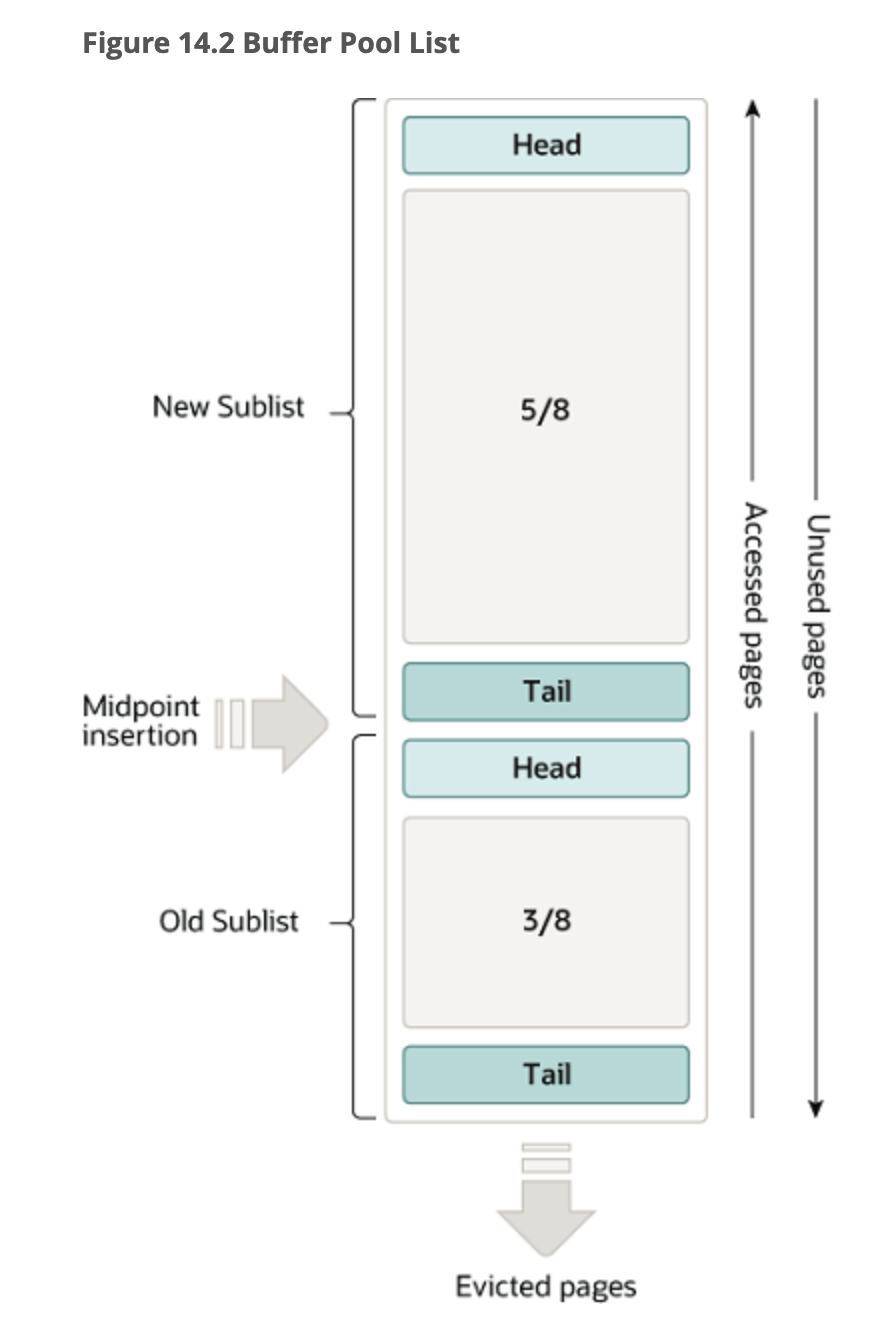 Figure 14.2 Buffer Pool List
Head
5/8
New Sublist
Tail
Midpoint
insertion
Head
Old Sublist
3/8
Tail
Accessed pages
Unused pages
Evicted pages